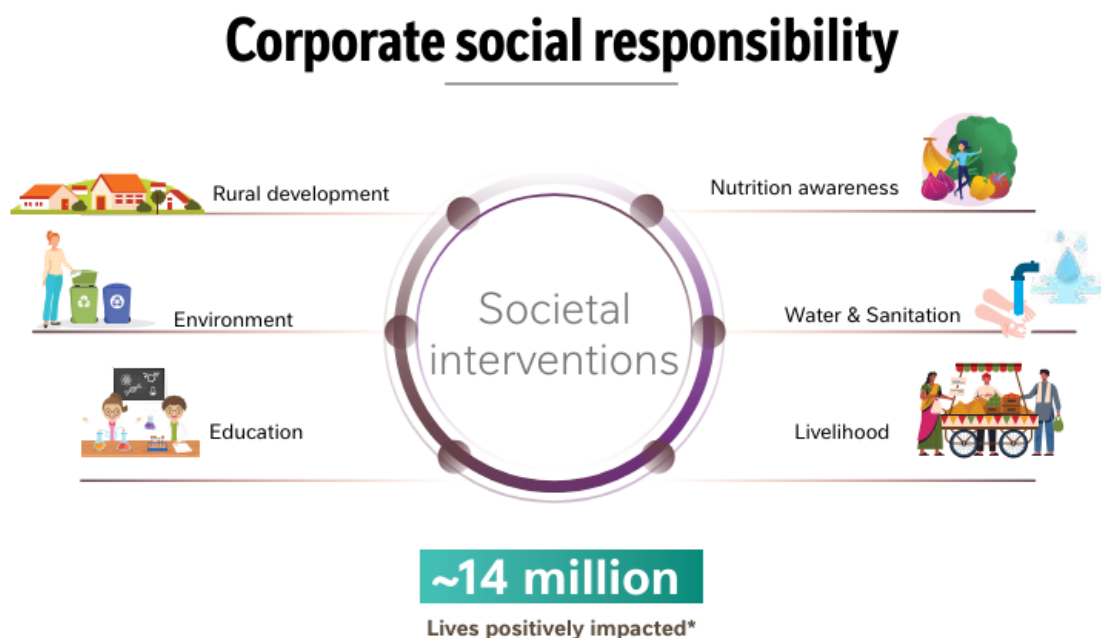 Corporate social responsibility
Rural development
Nutrition awareness
Environment
Water & Sanitation
Societal
interventions
Education
Livelihood
~14 million
Lives positively impacted*